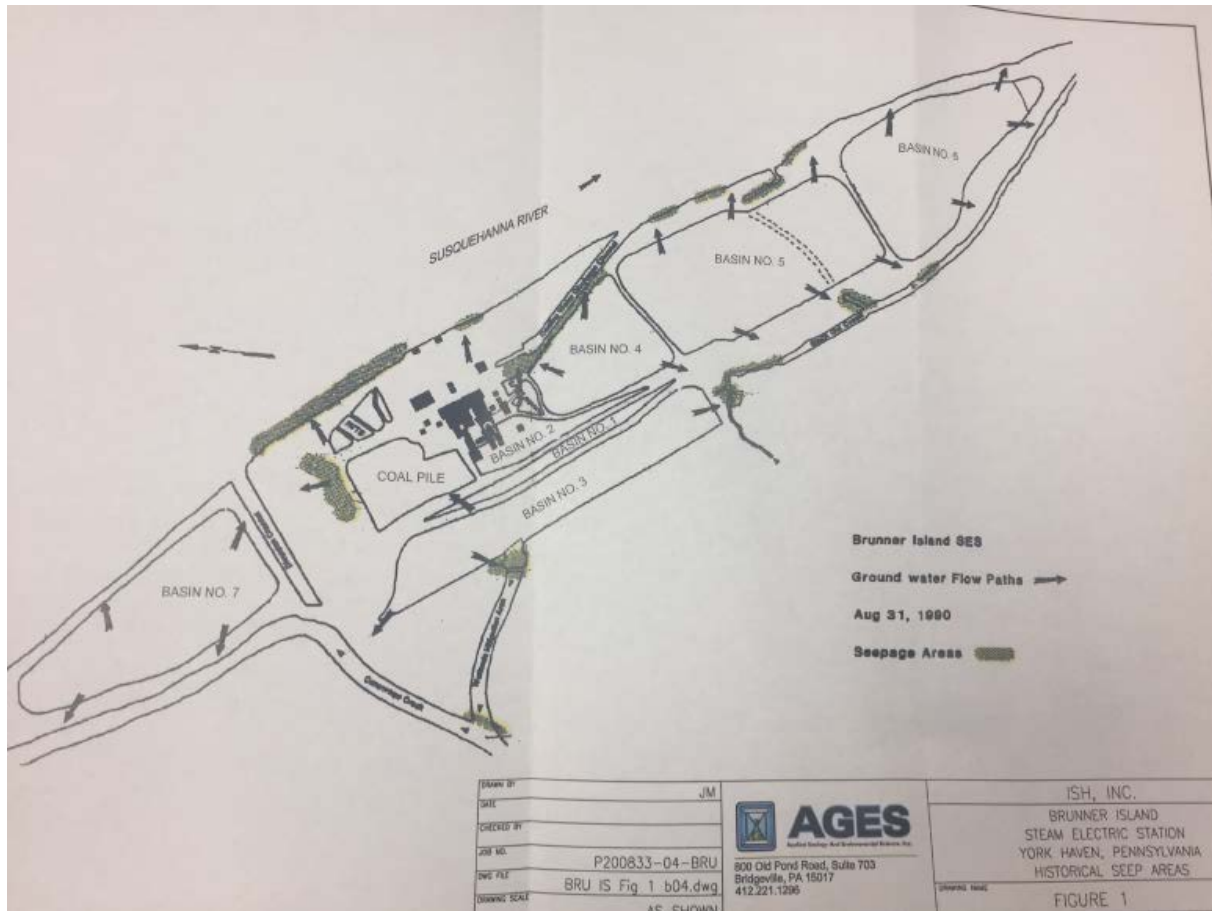 SUSQUEHANNA RIVER
BASIN NO. 6
BASIN NO. 5
BASIN NO. 4
BASIN NO. 2
BASIN NO. 1
BASIN NO. 3
COAL PILE
BASIN NO. 7
N
Brunner Island SES
Ground water Flow Paths
Aug 31, 1990
Seepage Areas
DRAWN BY
JM
DATE
CHECKED BY
JOB NO.
P200833-04-BRU
DWG FILE
BRU IS Fig 1 b04.dwg
DRAWING SCALE
AS SHOWN
AGES
800 Old Pond Road, Suite 703
Bridgeville, PA 15017
412.221.1296
ISH, INC.
BRUNNER ISLAND
STEAM ELECTRIC STATION
YORK HAVEN, PENNSYLVANIA
HISTORICAL SEEP AREAS
DRAWING NAME
FIGURE 1